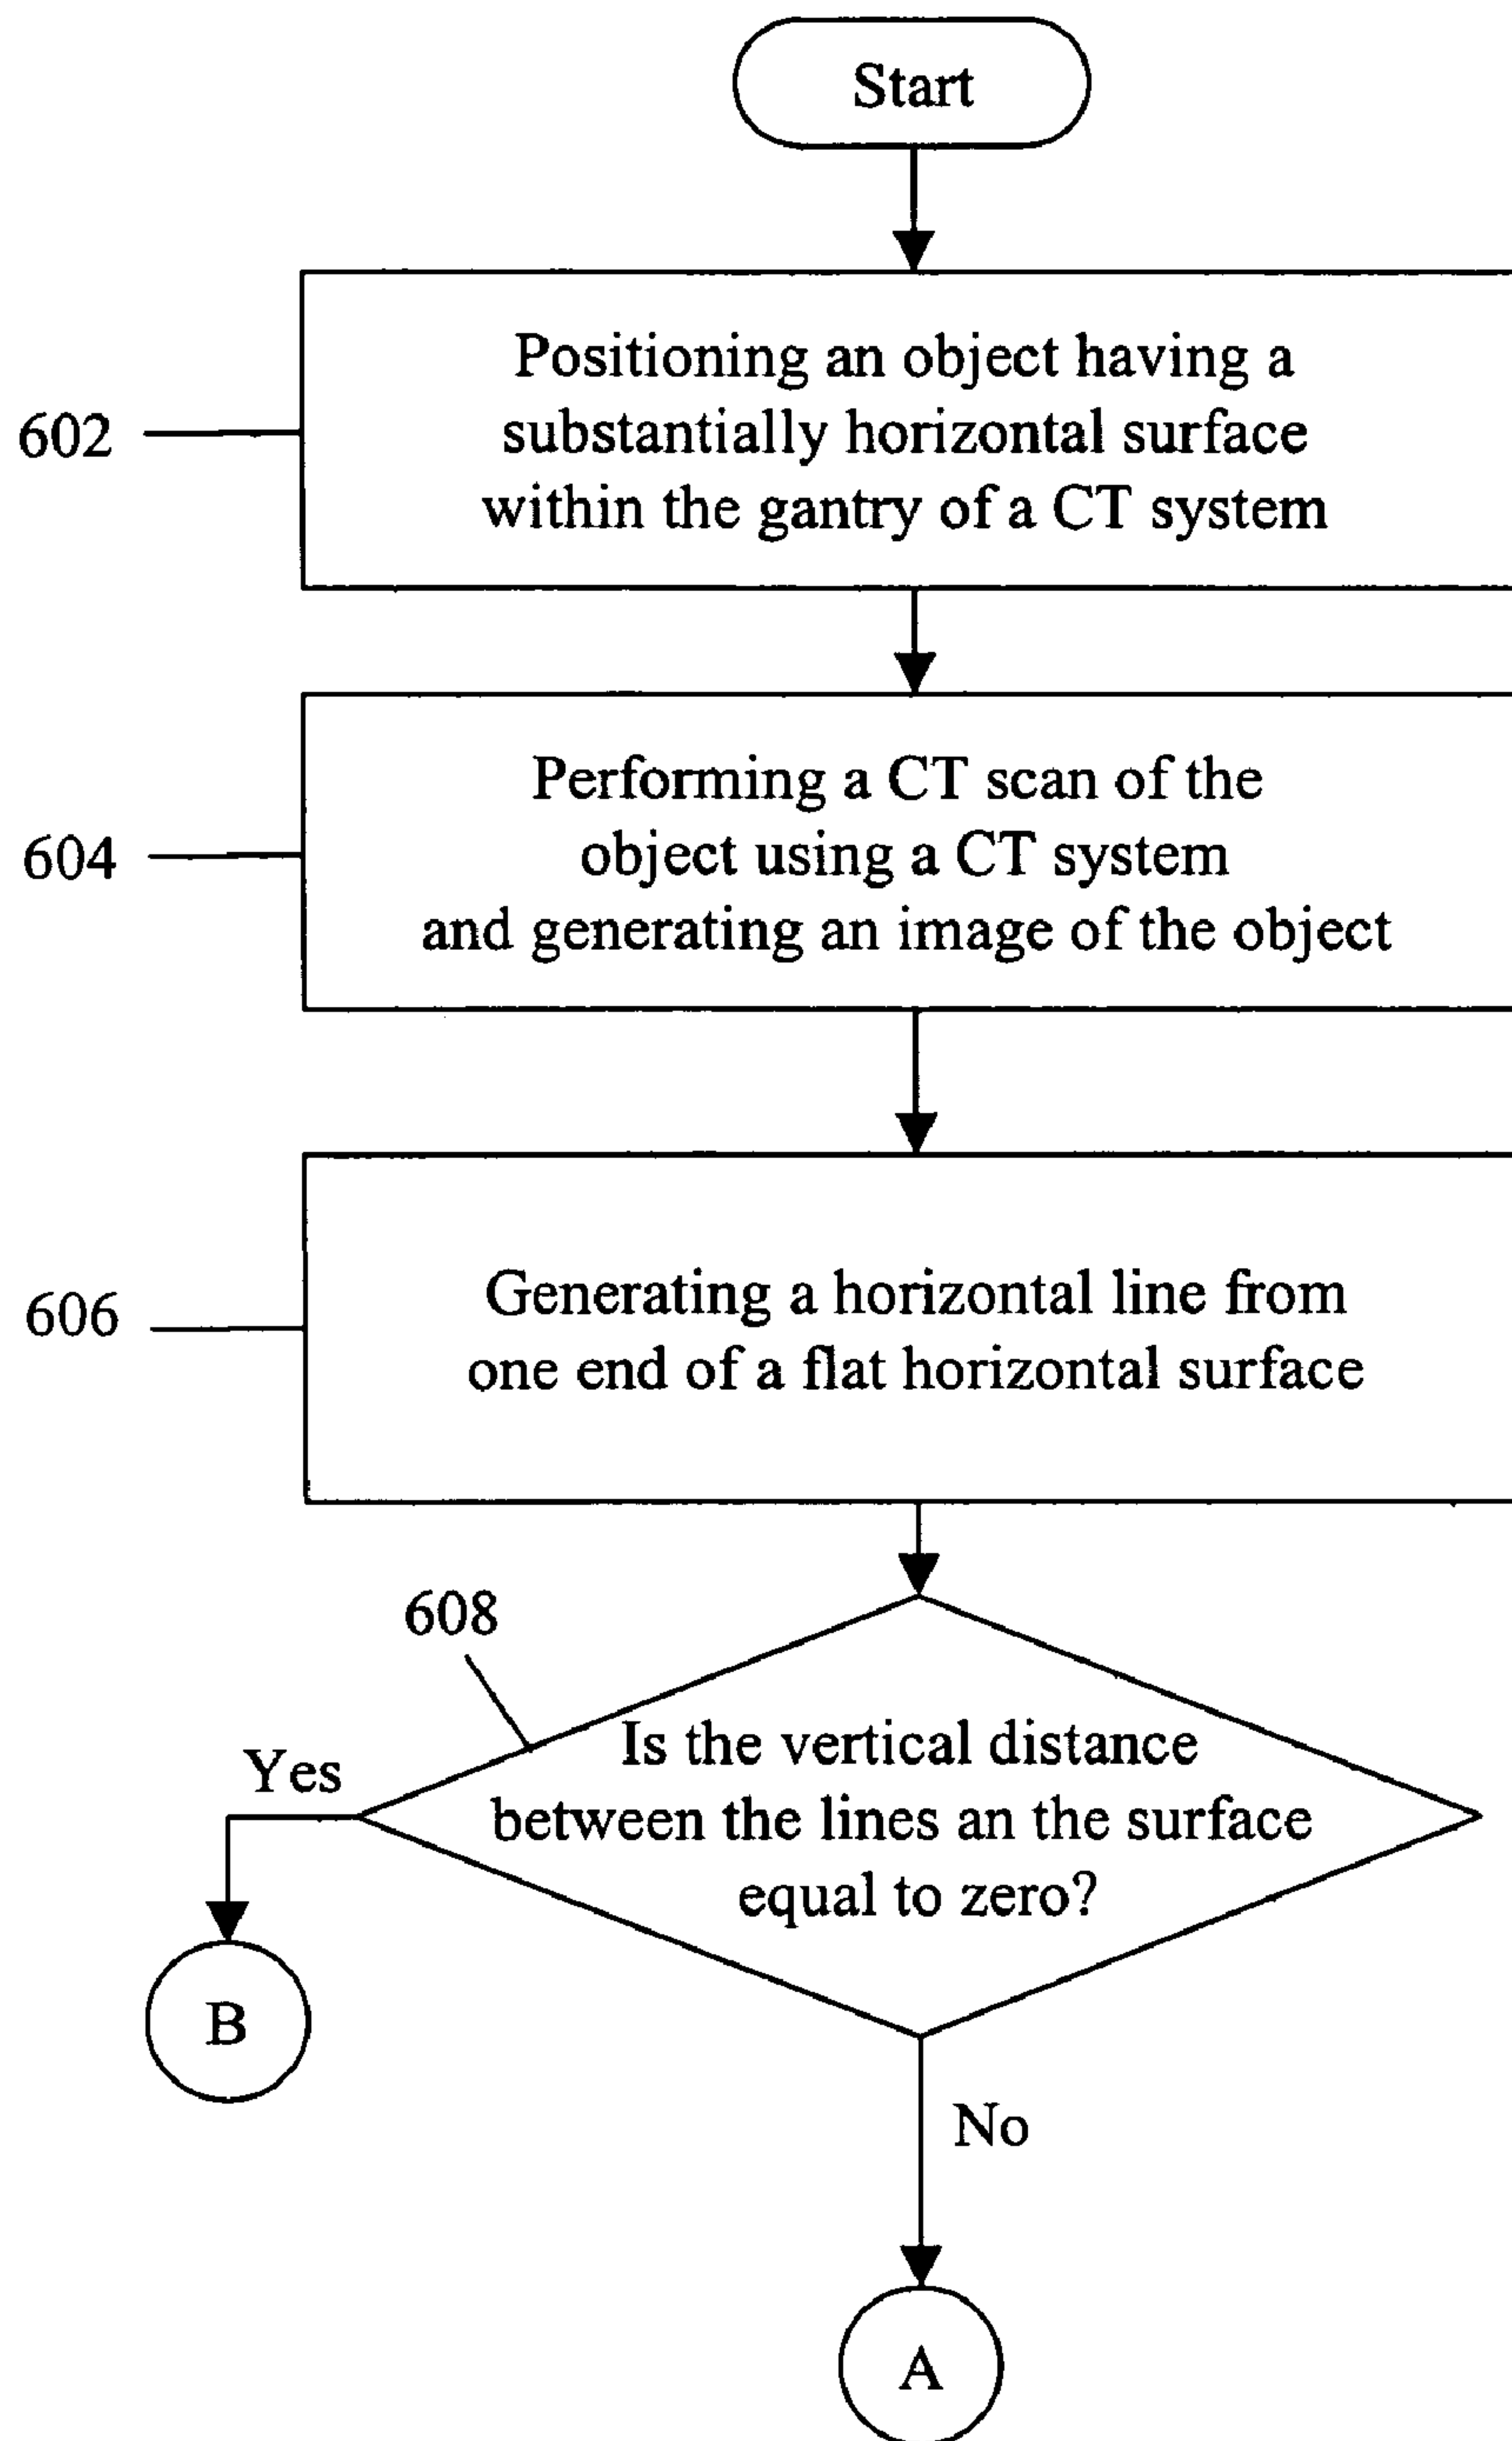 Start
602
Positioning an object having a
substantially horizontal surface
within the gantry of a CT system
604
Performing a CT scan of the
object using a CT system
and generating an image of the object
606
Generating a horizontal line from
one end of a flat horizontal surface
608
Is the vertical distance
between the lines an the surface
equal to zero?
Yes
B
No
A